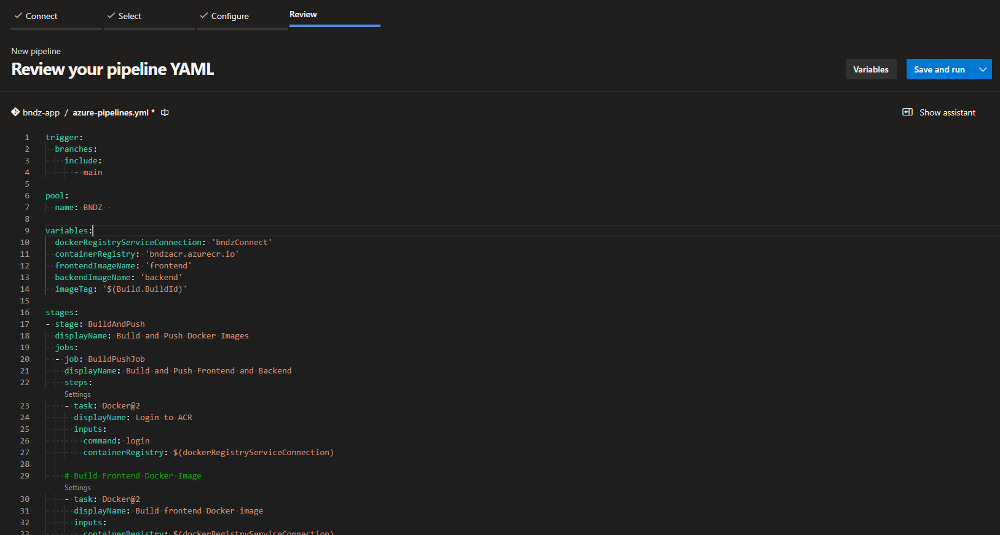 Connect Select Configure Review
New pipeline
Review your pipeline YAML
Variables Save and run
bndz-app / azure-pipelines.yml * Show assistant
1 trigger:
2 branches:
3 include:
4 - main
5
6 pool:
7 name: BNDZ
8
9 variables:
10 dockerRegistryServiceConnection: 'bndzConnect'
11 containerRegistry: 'bndzacr.azurecr.io'
12 frontendImageName: 'frontend'
13 backendImageName: 'backend'
14 imageTag: '$(Build.BuildId)'
15
16 stages:
17 - stage: BuildAndPush
18 displayName: Build and Push Docker Images
19 jobs:
20 - job: BuildPushJob
21 displayName: Build and Push Frontend and Backend
22 steps:
Settings
23 - task: Docker@2
24 displayName: Login to ACR
25 inputs:
26 command: login
27 containerRegistry: $(dockerRegistryServiceConnection)
28
29 # Build Frontend Docker Image
Settings
30 - task: Docker@2
31 displayName: Build frontend Docker image
32 inputs:
33 containerRegistry: $(dockerRegistryServiceConnection)